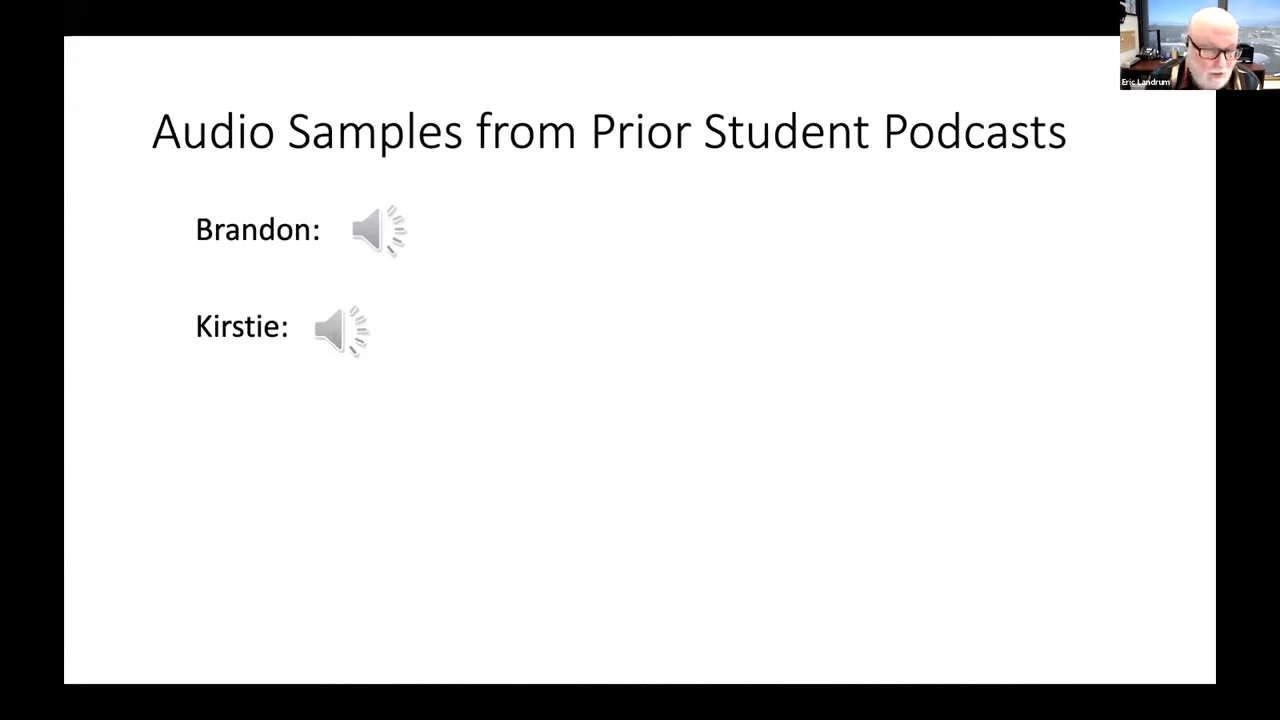 Eric Landrum
Audio Samples from Prior Student Podcasts
Brandon:
Kirstie: